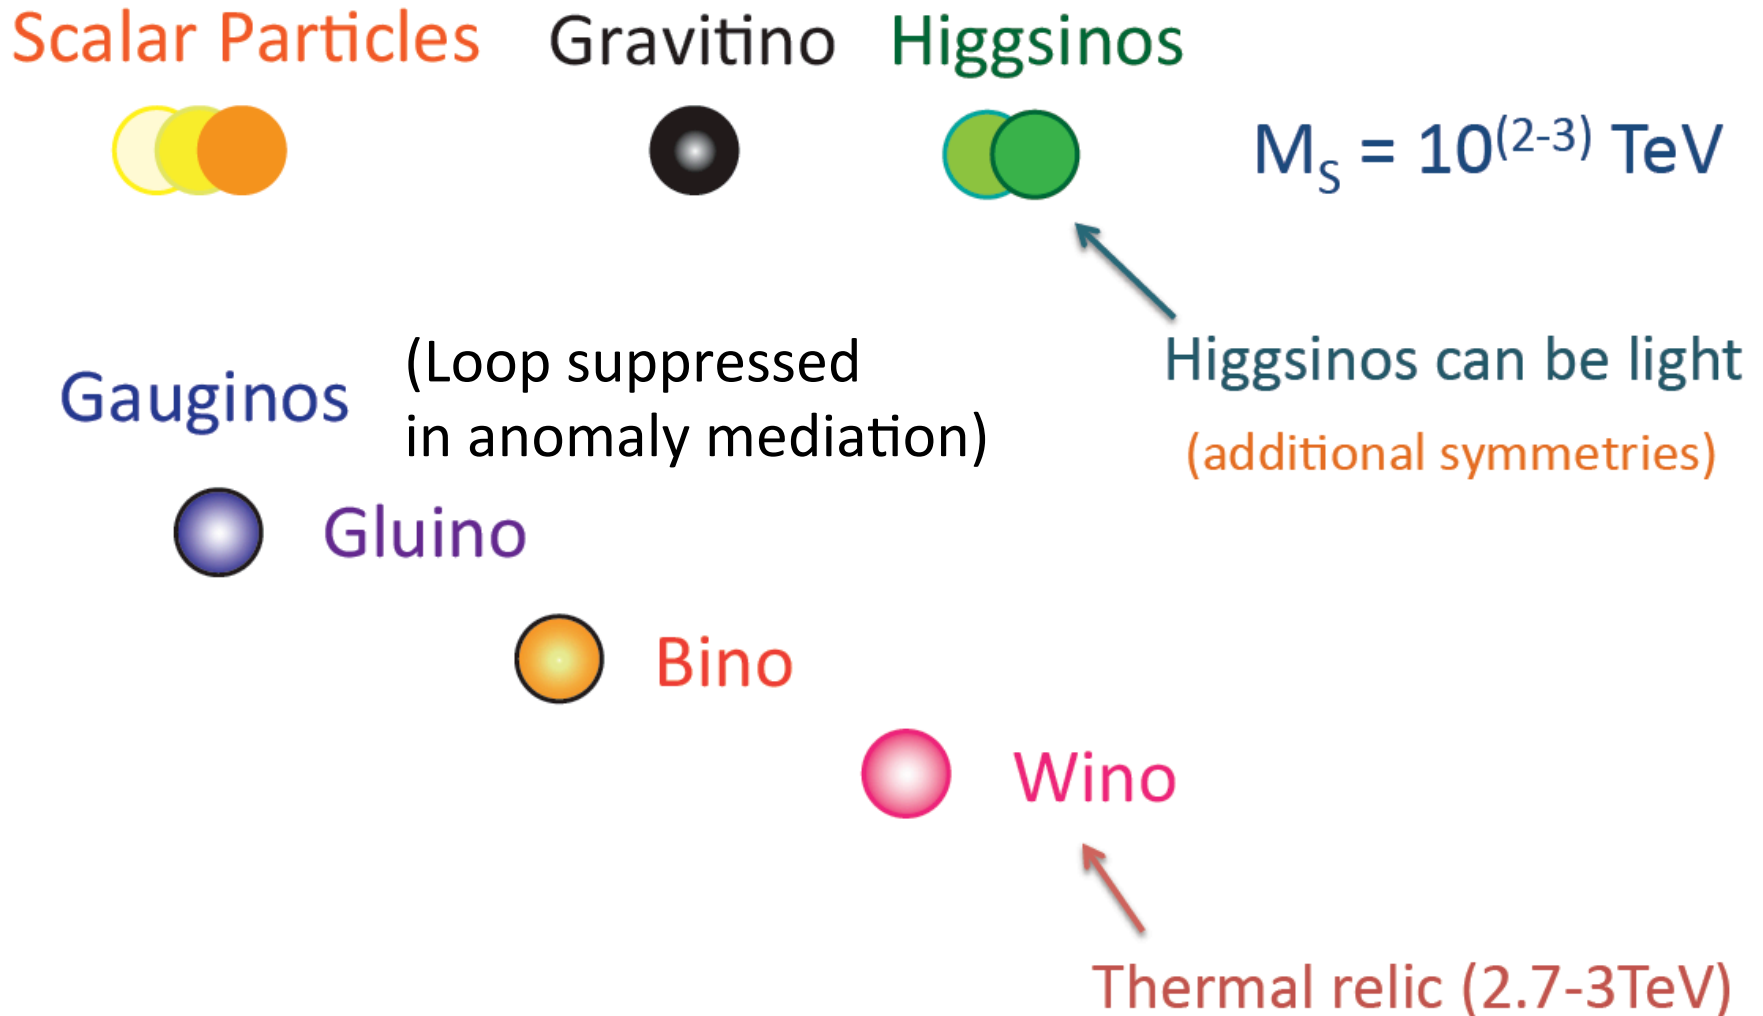 Scalar Particles
Gravitino
Higgsinos
M_S = 10^(2-3) TeV
Higgsinos can be light
(additional symmetries)
Gauginos
(Loop suppressed
in anomaly mediation)
Gluino
Bino
Wino
Thermal relic (2.7-3TeV)